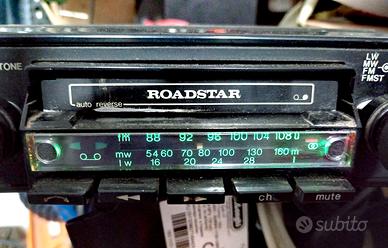 TONE
LW
MW
FM
FMST
ROADSTAR
auto reverse
fm 88 92 98 100 104 108 u
mw 54 60 70 80 100 130 160 m
lw 16 20 24 28
ch
mute
subito